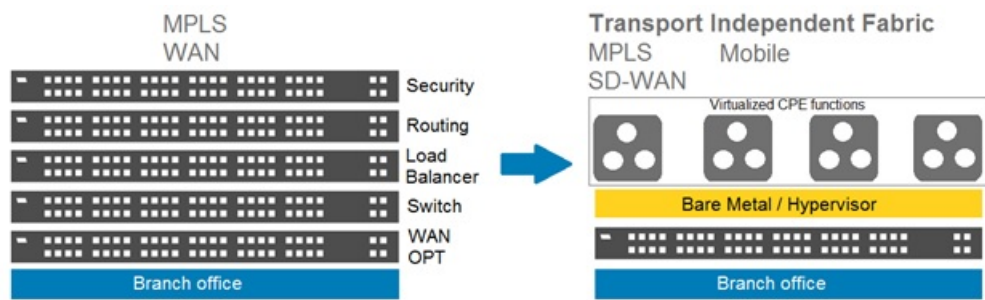 MPLS
WAN
Security
Routing
Load
Balancer
Switch
WAN
OPT
Branch office
Transport Independent Fabric
MPLS Mobile
SD-WAN
Virtualized CPE functions
Bare Metal / Hypervisor
Branch office